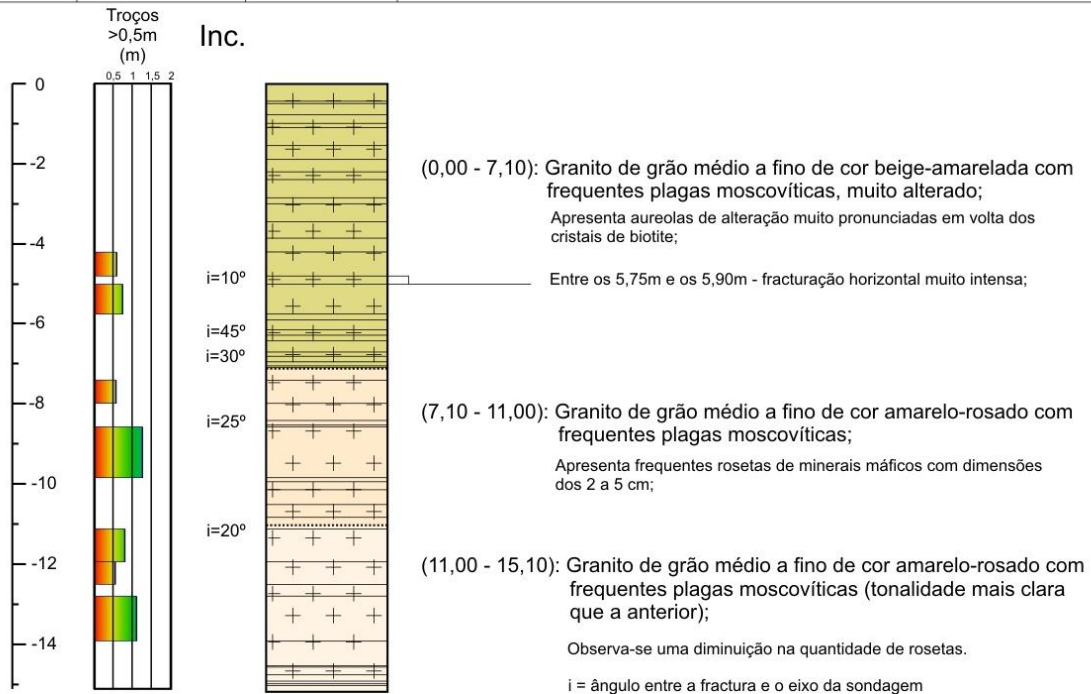 Troços
>0,5m
(m)
Inc.
0,5 1 1,5 2
0
-2
-4
-6
-8
-10
-12
-14
i=10º
i=45º
i=30º
i=25º
i=20º
(0,00 - 7,10): Granito de grão médio a fino de cor beige-amarelada com
frequentes plagas moscovíticas, muito alterado;
Apresenta aureolas de alteração muito pronunciadas em volta dos
cristais de biotite;
Entre os 5,75m e os 5,90m - fracturação horizontal muito intensa;
(7,10 - 11,00): Granito de grão médio a fino de cor amarelo-rosado com
frequentes plagas moscovíticas;
Apresenta frequentes rosetas de minerais máficos com dimensões
dos 2 a 5 cm;
(11,00 - 15,10): Granito de grão médio a fino de cor amarelo-rosado com
frequentes plagas moscovíticas (tonalidade mais clara
que a anterior);
Observa-se uma diminuição na quantidade de rosetas.
i = ângulo entre a fractura e o eixo da sondagem